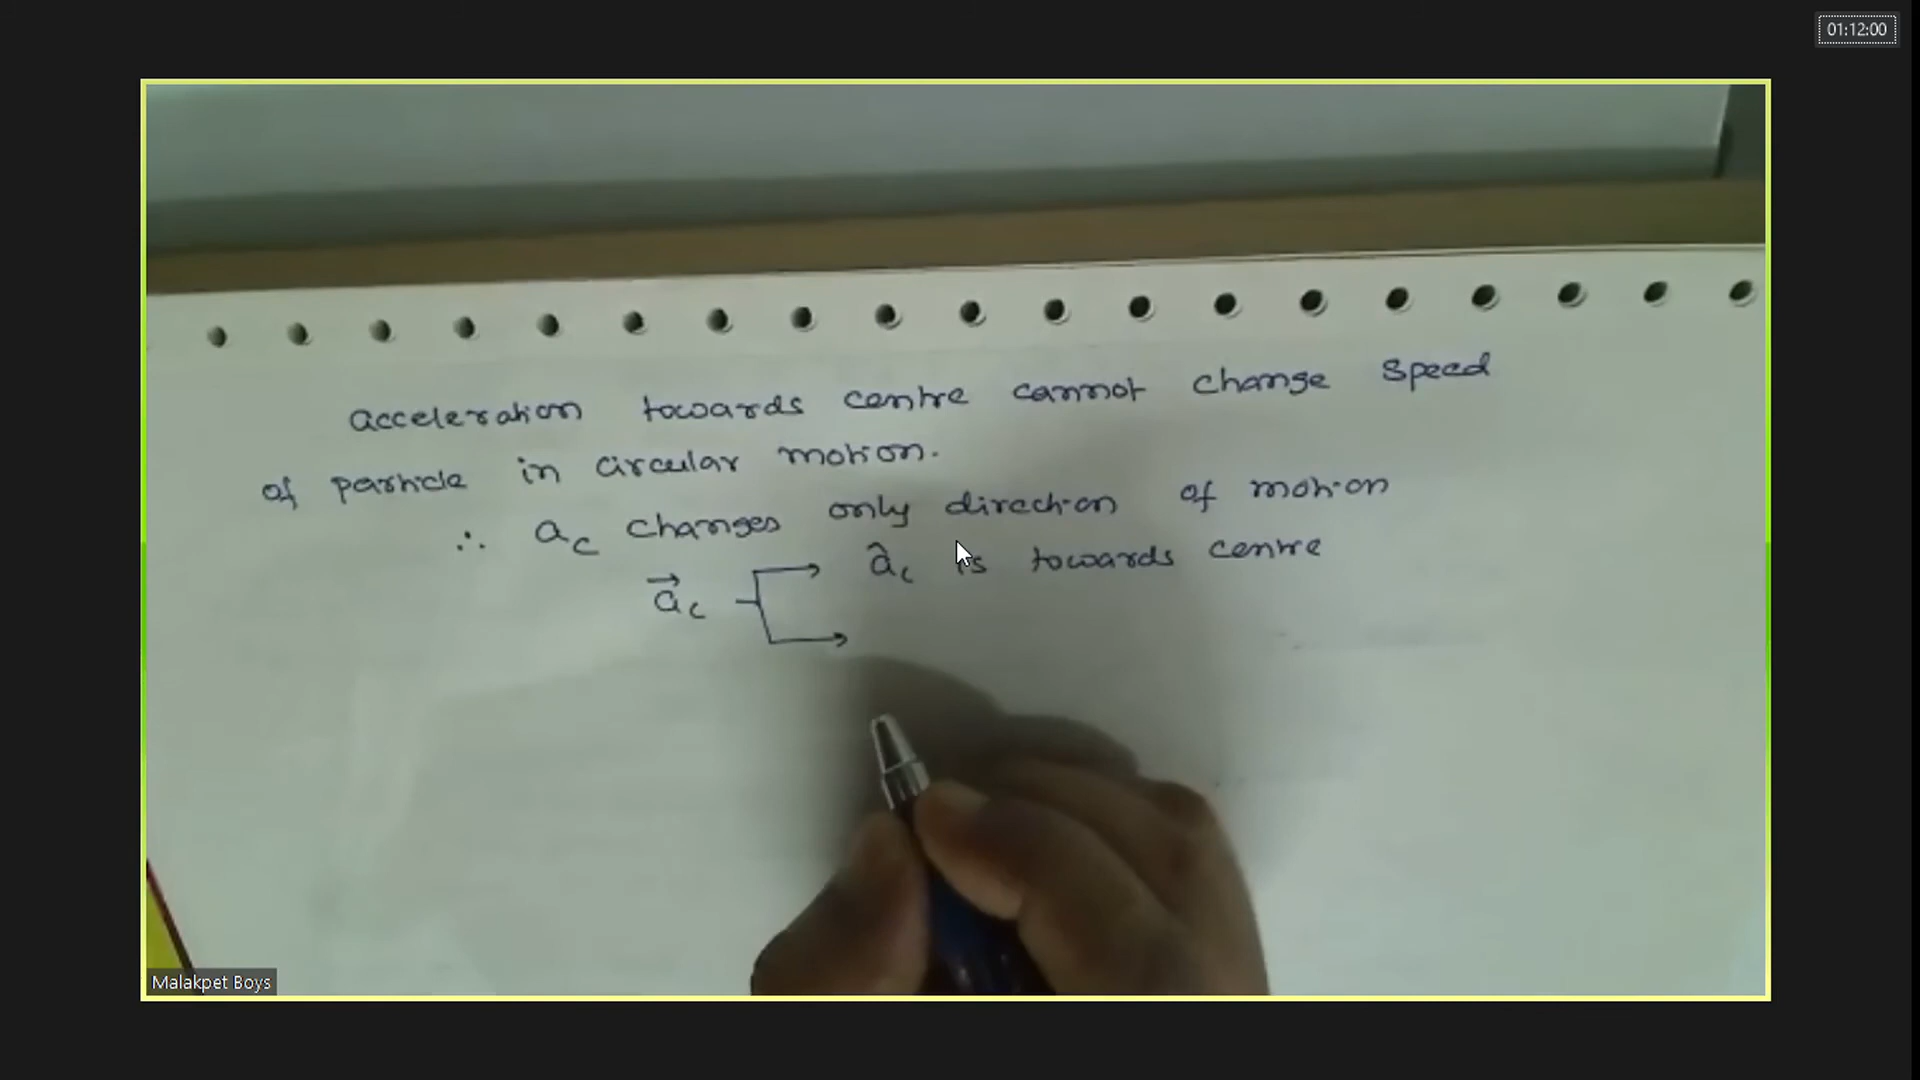 01:12:00
acceleration towards centre cannot change speed
of particle in circular motion.
∴ a_c changes only direction of motion
â_c is towards centre
a⃗_c
Malakpet Boys